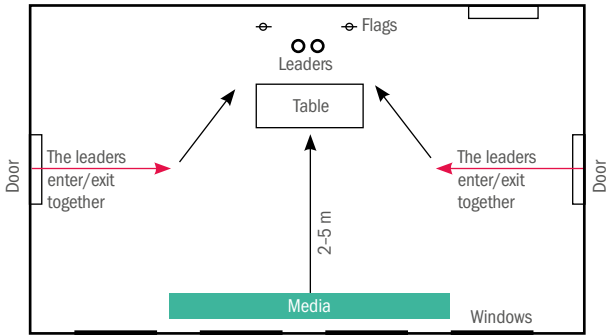 Flags
Leaders
Table
Door
The leaders
enter/exit
together
The leaders
enter/exit
together
Door
2–5 m
Media
Windows